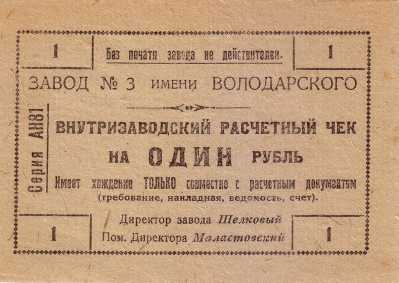 1 Без печати завода не действителен. 1
ЗАВОД № 3 ИМЕНИ ВОЛОДАРСКОГО
Серия АН81
ВНУТРИЗАВОДСКИЙ РАСЧЕТНЫЙ ЧЕК
НА ОДИН РУБЛЬ
Имеет хождение ТОЛЬКО совместно с расчетным документом
(требование, накладная, ведомость, счет).
1 Директор завода Шелковый 1
Пом. Директора Маластовский